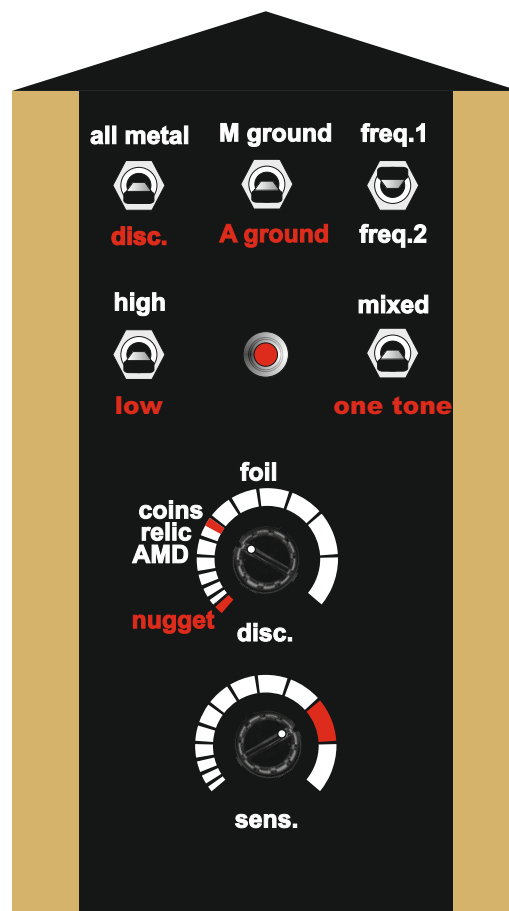 all metal
M ground
freq.1
disc.
A ground
freq.2
high
mixed
low
one tone
foil
coins
relic
AMD
nugget
disc.
sens.